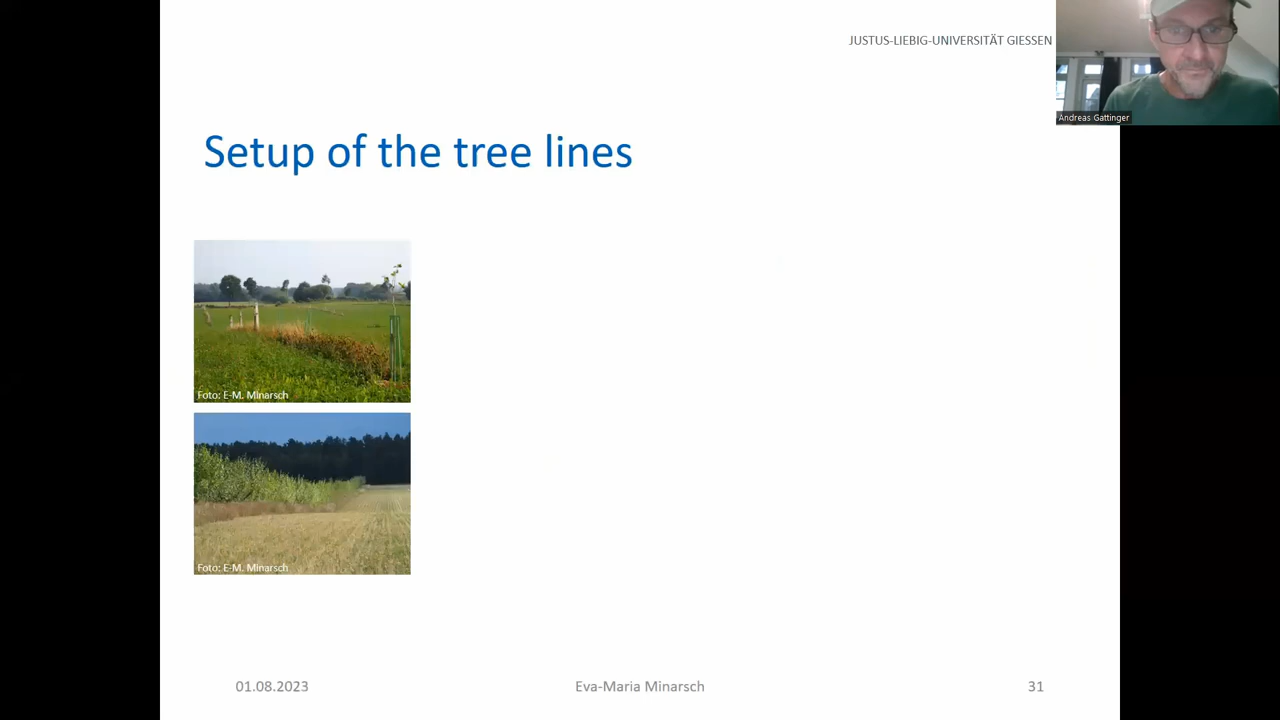 JUSTUS-LIEBIG-UNIVERSITÄT GIESSEN
Andreas Gattinger
Setup of the tree lines
Foto: E-M. Minarsch
Foto: E-M. Minarsch
01.08.2023
Eva-Maria Minarsch
31